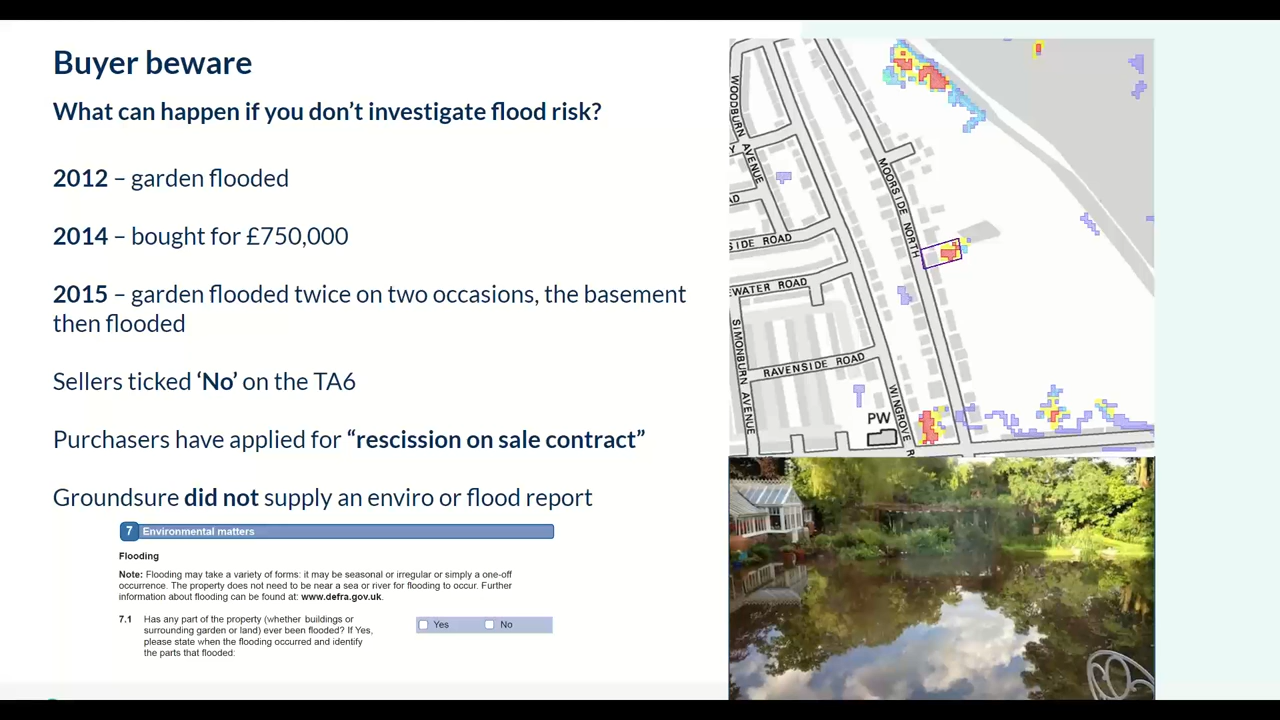 Buyer beware
What can happen if you don’t investigate flood risk?
2012 – garden flooded
2014 – bought for £750,000
2015 – garden flooded twice on two occasions, the basement
then flooded
Sellers ticked ‘No’ on the TA6
Purchasers have applied for “rescission on sale contract”
Groundsure did not supply an enviro or flood report
7 Environmental matters
Flooding
Note: Flooding may take a variety of forms: it may be seasonal or irregular or simply a one-off
occurrence. The property does not need to be near a sea or river for flooding to occur. Further
information about flooding can be found at: www.defra.gov.uk.
7.1 Has any part of the property (whether buildings or
surrounding garden or land) ever been flooded? If Yes,
please state when the flooding occurred and identify
the parts that flooded:
Yes No
WOODBURN AVENUE
MOORSIDE NORTH
SIDE ROAD
EWATER ROAD
SIMONBURN AVENUE
RAVENSIDE ROAD
WINGROVE R
PW